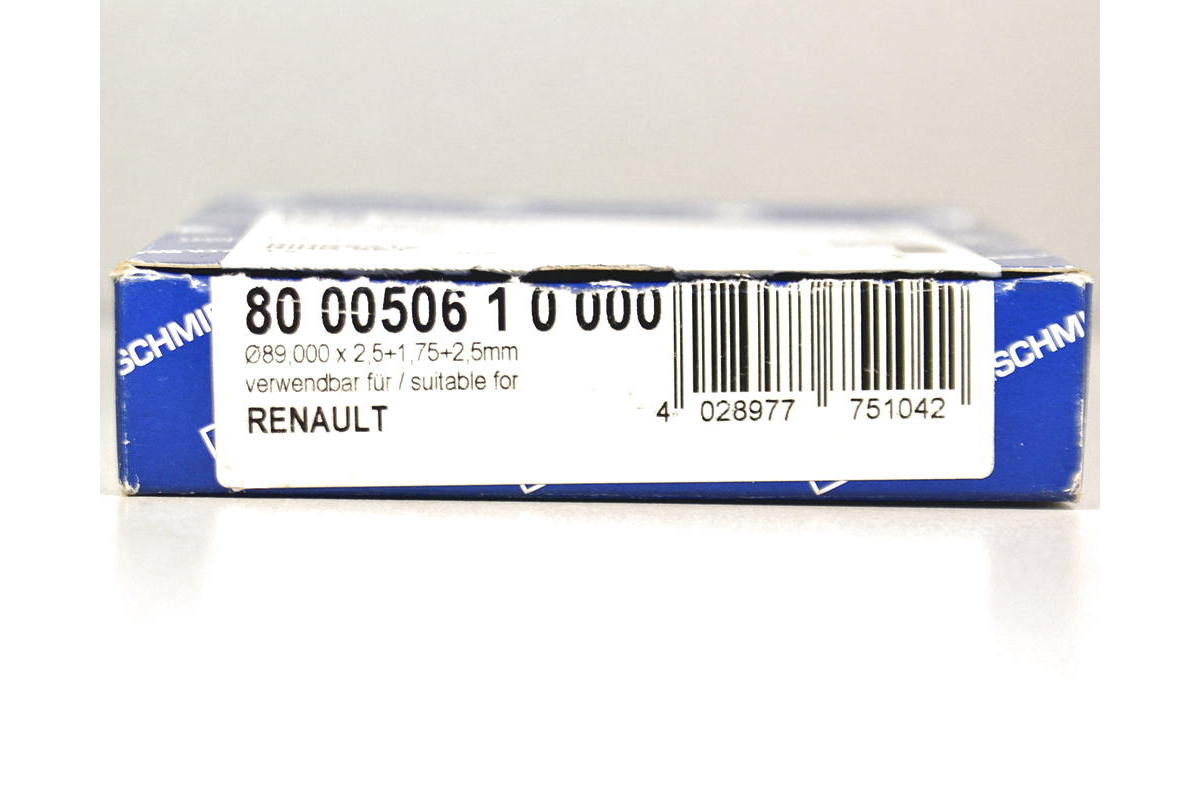 80 00506 1 0 000
Ø89,000 x 2,5+1,75+2,5mm
verwendbar für / suitable for
RENAULT
4 028977 751042
SCHMI
SCHM